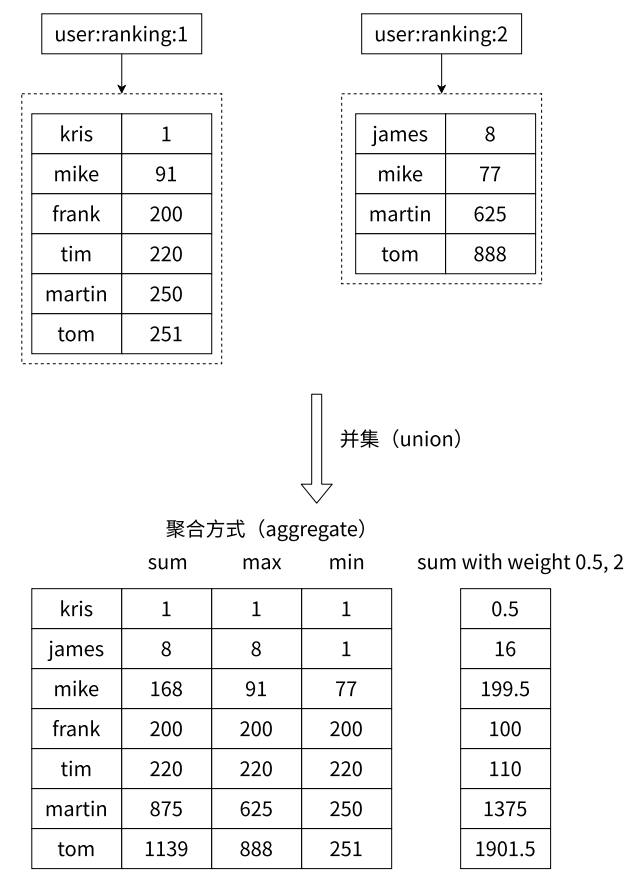 user:ranking:1
user:ranking:2
kris 1
mike 91
frank 200
tim 220
martin 250
tom 251
james 8
mike 77
martin 625
tom 888
并集（union）
聚合方式（aggregate）
sum max min sum with weight 0.5, 2
kris 1 1 1 0.5
james 8 8 1 16
mike 168 91 77 199.5
frank 200 200 200 100
tim 220 220 220 110
martin 875 625 250 1375
tom 1139 888 251 1901.5